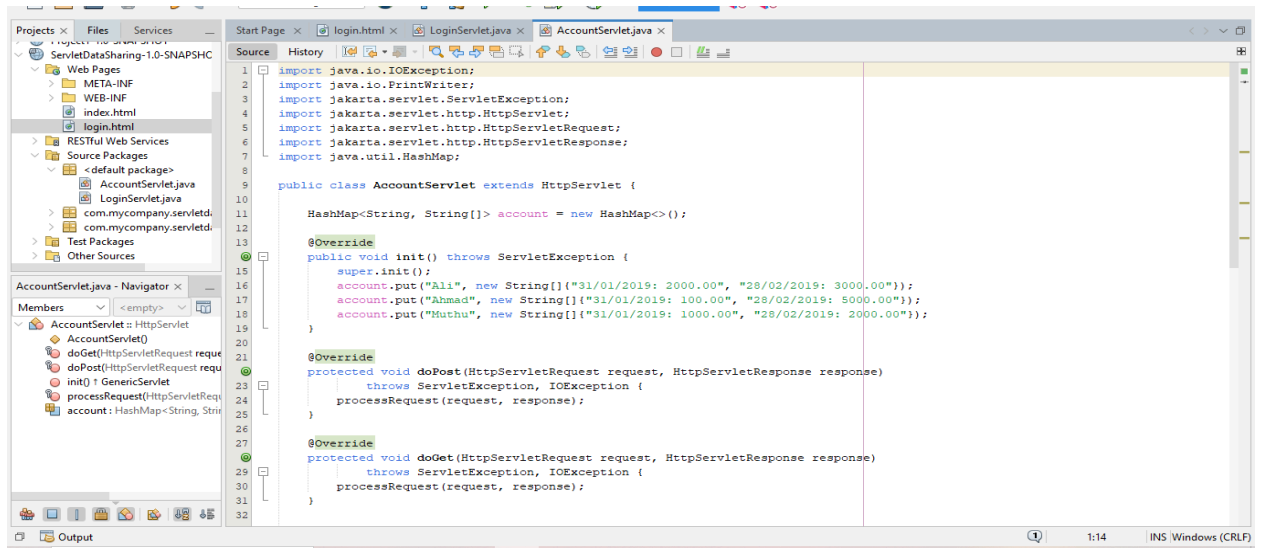 Projects × Files Services
ServletDataSharing-1.0-SNAPSHC
Web Pages
META-INF
WEB-INF
index.html
login.html
RESTful Web Services
Source Packages
<default package>
AccountServlet.java
LoginServlet.java
com.mycompany.servletda
com.mycompany.servletda
Test Packages
Other Sources
AccountServlet.java - Navigator ×
Members <empty>
AccountServlet :: HttpServlet
AccountServlet()
doGet(HttpServletRequest reque
doPost(HttpServletRequest requ
init() ↑ GenericServlet
processRequest(HttpServletRequ
account : HashMap<String, Strin
Start Page × login.html × LoginServlet.java × AccountServlet.java ×
Source History
1 import java.io.IOException;
2 import java.io.PrintWriter;
3 import jakarta.servlet.ServletException;
4 import jakarta.servlet.http.HttpServlet;
5 import jakarta.servlet.http.HttpServletRequest;
6 import jakarta.servlet.http.HttpServletResponse;
7 import java.util.HashMap;
8
9 public class AccountServlet extends HttpServlet {
10
11 HashMap<String, String[]> account = new HashMap<>();
12
13 @Override
public void init() throws ServletException {
15 super.init();
16 account.put("Ali", new String[]{"31/01/2019: 2000.00", "28/02/2019: 3000.00"});
17 account.put("Ahmad", new String[]{"31/01/2019: 100.00", "28/02/2019: 5000.00"});
18 account.put("Muthu", new String[]{"31/01/2019: 1000.00", "28/02/2019: 2000.00"});
19 }
20
21 @Override
protected void doPost(HttpServletRequest request, HttpServletResponse response)
23 throws ServletException, IOException {
24 processRequest(request, response);
25 }
26
27 @Override
protected void doGet(HttpServletRequest request, HttpServletResponse response)
29 throws ServletException, IOException {
30 processRequest(request, response);
31 }
32
Output
1 1:14 INS Windows (CRLF)